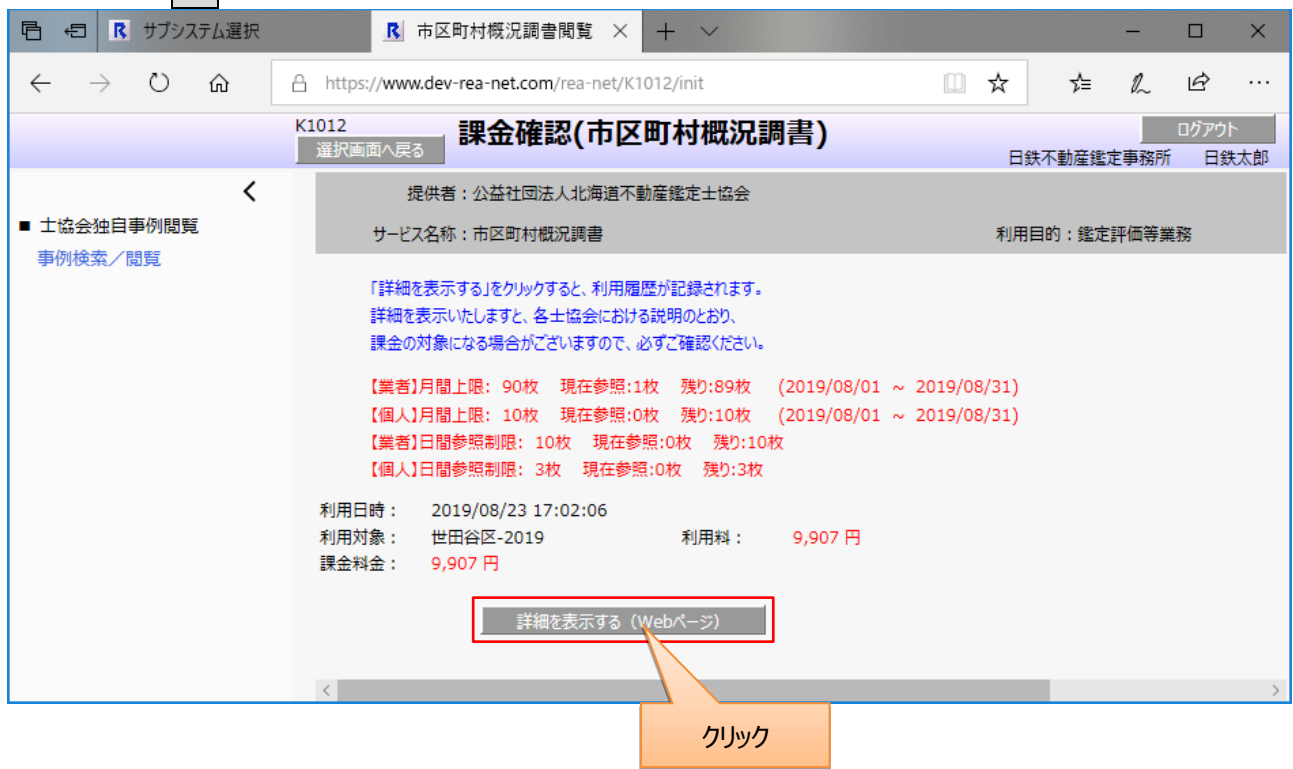 サブシステム選択
市区町村概況調書閲覧
https://www.dev-rea-net.com/rea-net/K1012/init
K1012
選択画面へ戻る
課金確認(市区町村概況調書)
ログアウト
日鉄不動産鑑定事務所 日鉄太郎
■ 士協会独自事例閲覧
事例検索／閲覧
提供者：公益社団法人北海道不動産鑑定士協会
サービス名称：市区町村概況調書 利用目的：鑑定評価等業務
「詳細を表示する」をクリックすると、利用履歴が記録されます。
詳細を表示いたしますと、各士協会における説明のとおり、
課金の対象になる場合がございますので、必ずご確認ください。
【業者】月間上限: 90枚 現在参照:1枚 残り:89枚 (2019/08/01 ～ 2019/08/31)
【個人】月間上限: 10枚 現在参照:0枚 残り:10枚 (2019/08/01 ～ 2019/08/31)
【業者】日間参照制限: 10枚 現在参照:0枚 残り:10枚
【個人】日間参照制限: 3枚 現在参照:0枚 残り:3枚
利用日時： 2019/08/23 17:02:06
利用対象： 世田谷区-2019 利用料： 9,907 円
課金料金： 9,907 円
詳細を表示する（Webページ）
クリック